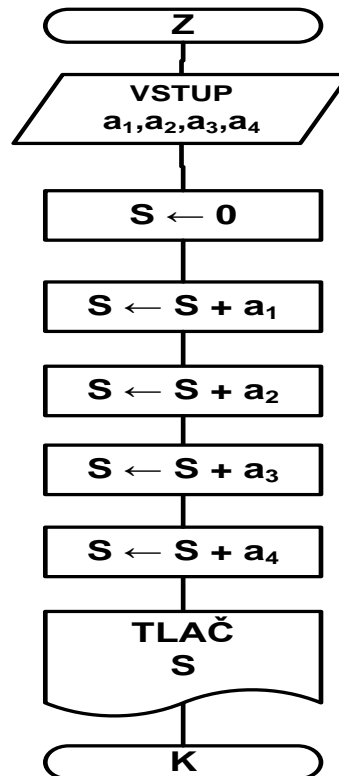 Z
VSTUP
a₁,a₂,a₃,a₄
S ← 0
S ← S + a₁
S ← S + a₂
S ← S + a₃
S ← S + a₄
TLAČ
S
K